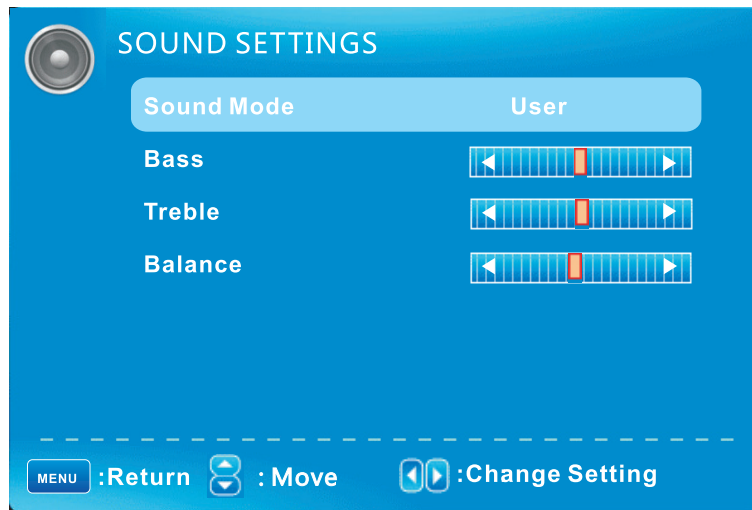 SOUND SETTINGS
Sound Mode User
Bass
Treble
Balance
MENU :Return : Move :Change Setting